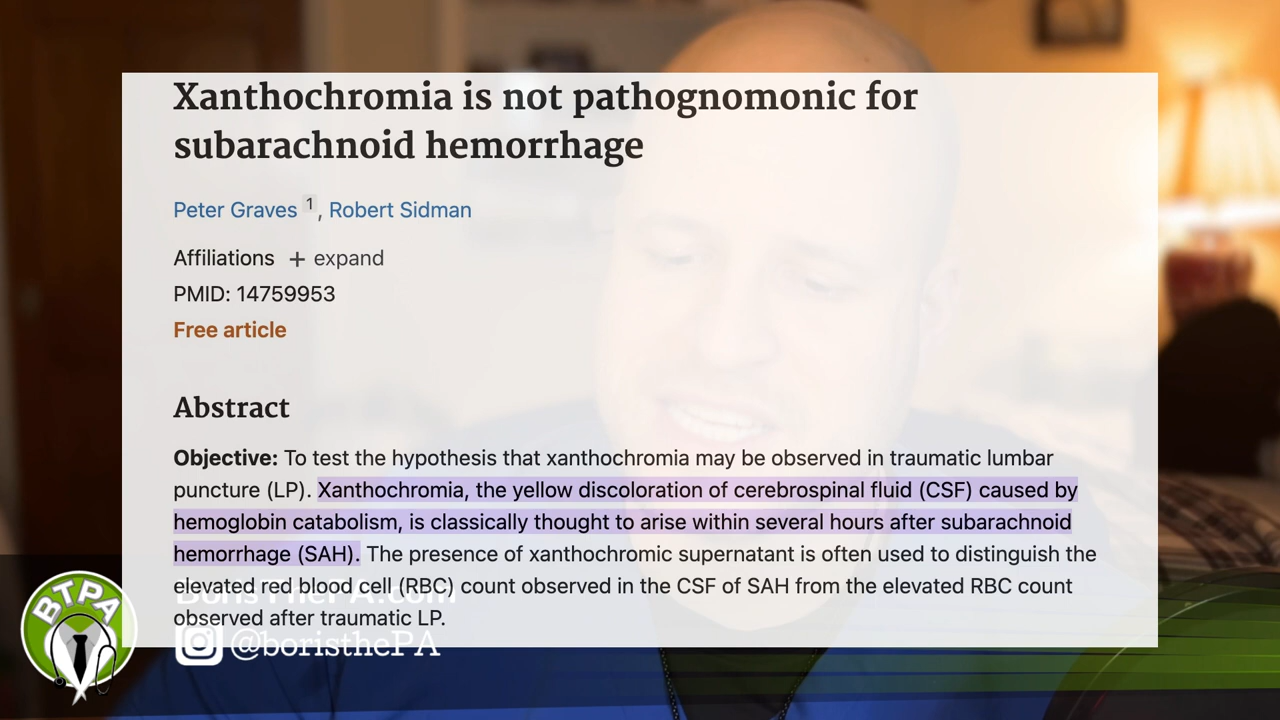 Xanthochromia is not pathognomonic for
subarachnoid hemorrhage
Peter Graves 1, Robert Sidman
Affiliations + expand
PMID: 14759953
Free article
Abstract
Objective: To test the hypothesis that xanthochromia may be observed in traumatic lumbar
puncture (LP). Xanthochromia, the yellow discoloration of cerebrospinal fluid (CSF) caused by
hemoglobin catabolism, is classically thought to arise within several hours after subarachnoid
hemorrhage (SAH). The presence of xanthochromic supernatant is often used to distinguish the
elevated red blood cell (RBC) count observed in the CSF of SAH from the elevated RBC count
observed after traumatic LP.
BTPA
BorisThePA.com
@boristhePA